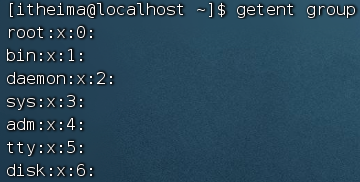 [itheima@localhost ~]$ getent group
root:x:0:
bin:x:1:
daemon:x:2:
sys:x:3:
adm:x:4:
tty:x:5:
disk:x:6: